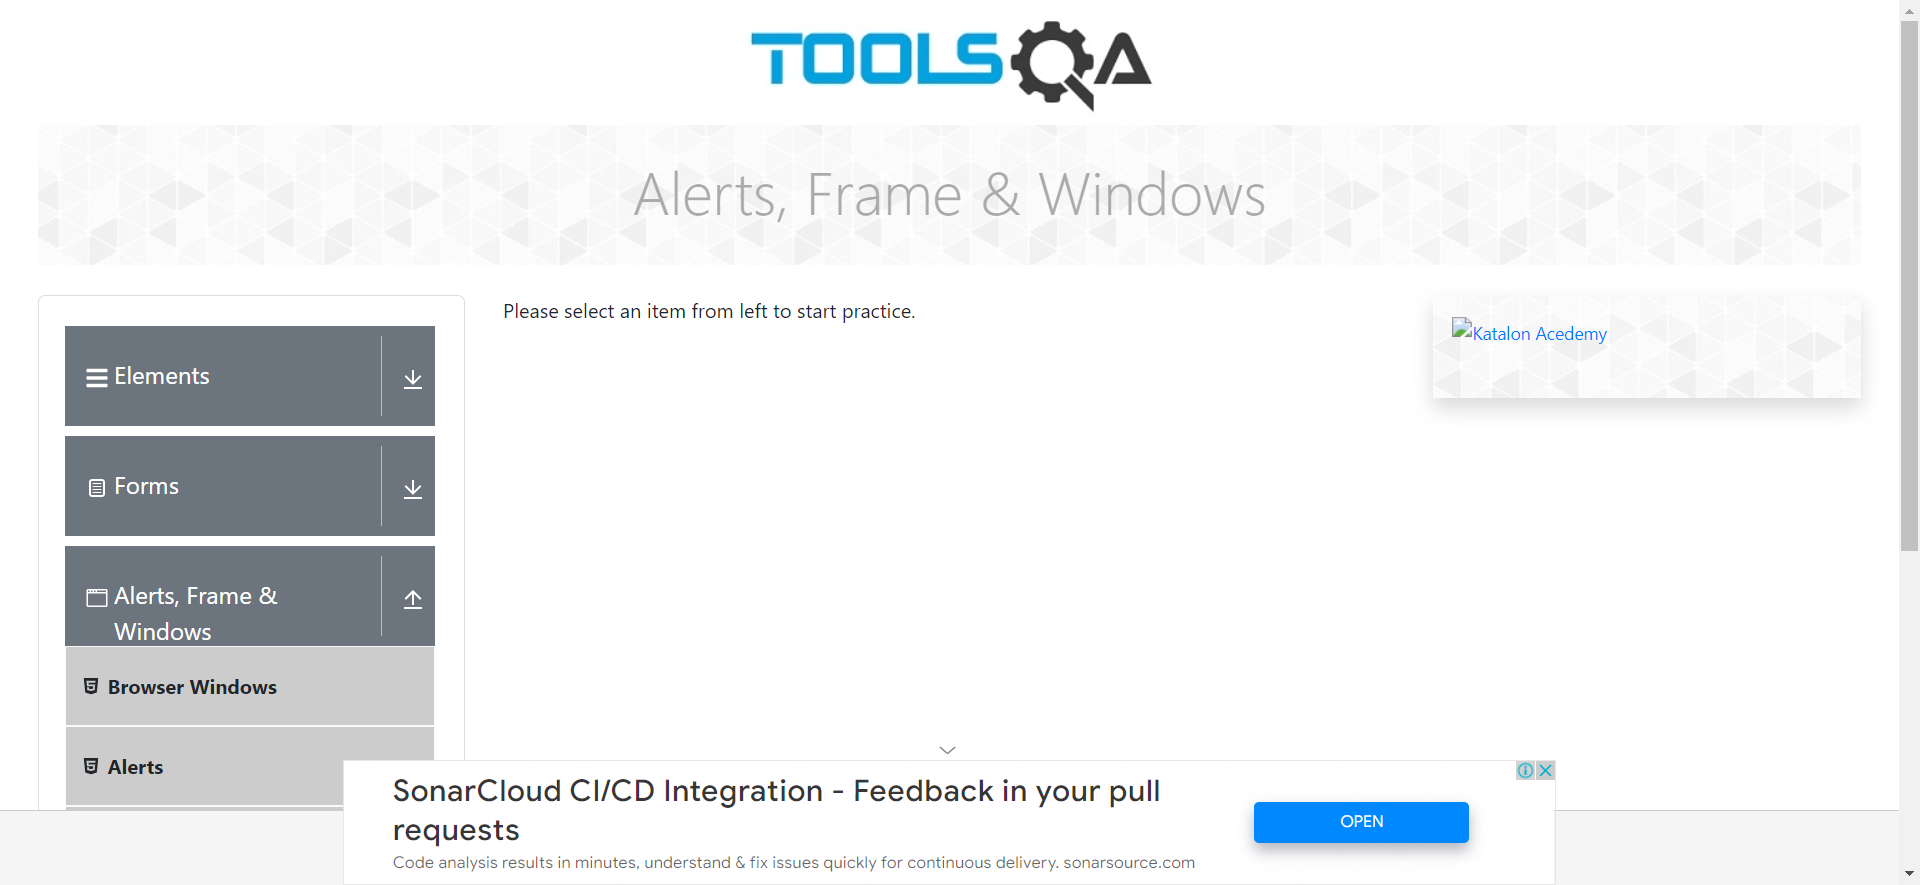 TOOLSQA
Alerts, Frame & Windows
Elements
Forms
Alerts, Frame &
Windows
Browser Windows
Alerts
Please select an item from left to start practice.
Katalon Acedemy
SonarCloud CI/CD Integration - Feedback in your pull
requests
Code analysis results in minutes, understand & fix issues quickly for continuous delivery. sonarsource.com
OPEN